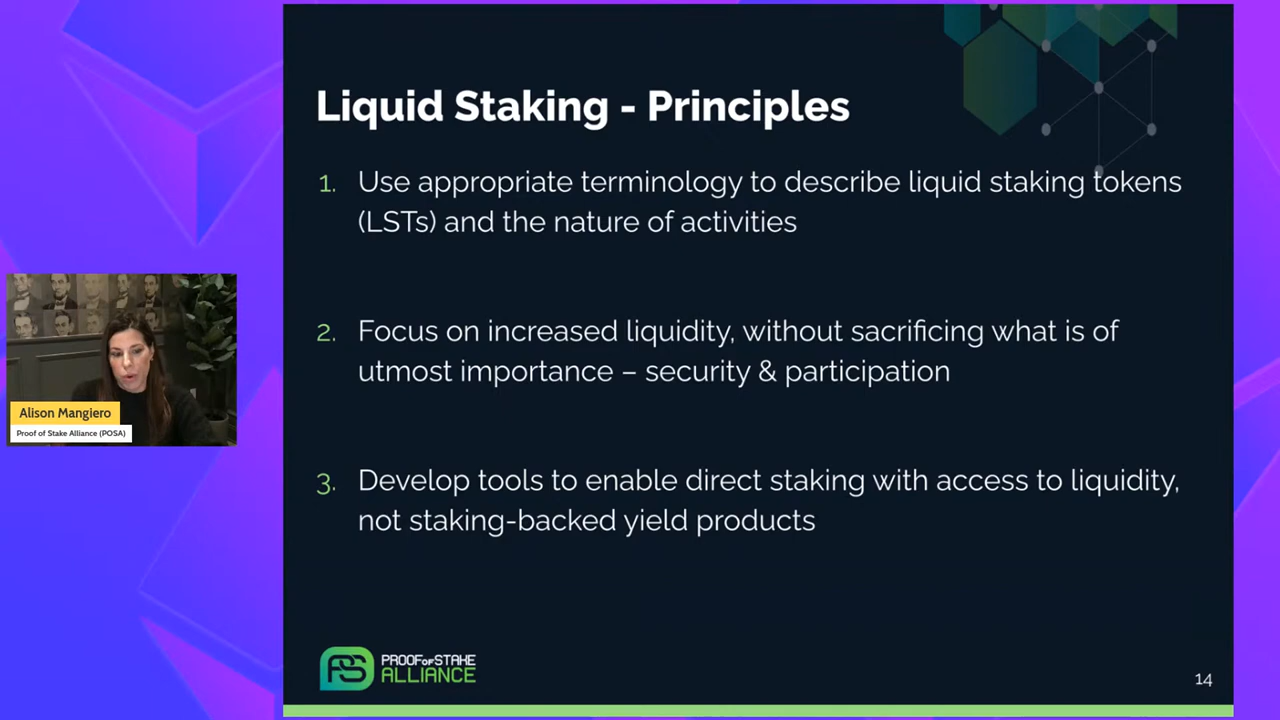 Liquid Staking - Principles
1. Use appropriate terminology to describe liquid staking tokens
(LSTs) and the nature of activities
2. Focus on increased liquidity, without sacrificing what is of
utmost importance – security & participation
3. Develop tools to enable direct staking with access to liquidity,
not staking-backed yield products
Alison Mangiero
Proof of Stake Alliance (POSA)
PS
PROOF OF STAKE
ALLIANCE
14